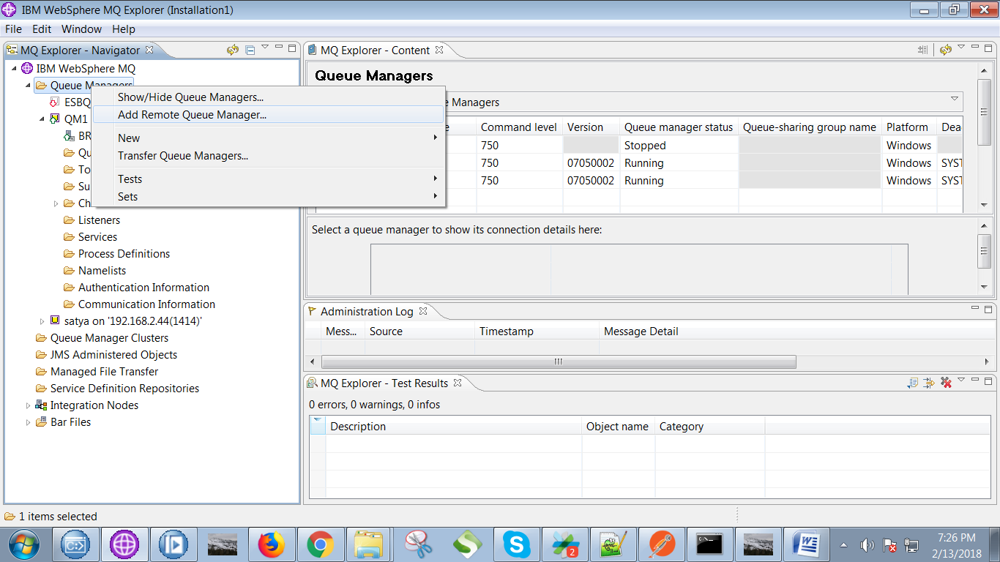 IBM WebSphere MQ Explorer (Installation1)
File Edit Window Help
MQ Explorer - Navigator
IBM WebSphere MQ
Queue Managers
ESBQ
QM1
BR
Qu
To
Su
Ch
Listeners
Services
Process Definitions
Namelists
Authentication Information
Communication Information
satya on '192.168.2.44(1414)'
Queue Manager Clusters
JMS Administered Objects
Managed File Transfer
Service Definition Repositories
Integration Nodes
Bar Files
Show/Hide Queue Managers...
Add Remote Queue Manager...
New
Transfer Queue Managers...
Tests
Sets
MQ Explorer - Content
Queue Managers
e Managers
e Command level Version Queue manager status Queue-sharing group name Platform Dea
750 Stopped Windows
750 07050002 Running Windows SYST
750 07050002 Running Windows SYST
Select a queue manager to show its connection details here:
Administration Log
Mess... Source Timestamp Message Detail
MQ Explorer - Test Results
0 errors, 0 warnings, 0 infos
Description Object name Category
1 items selected
2
7:26 PM
2/13/2018